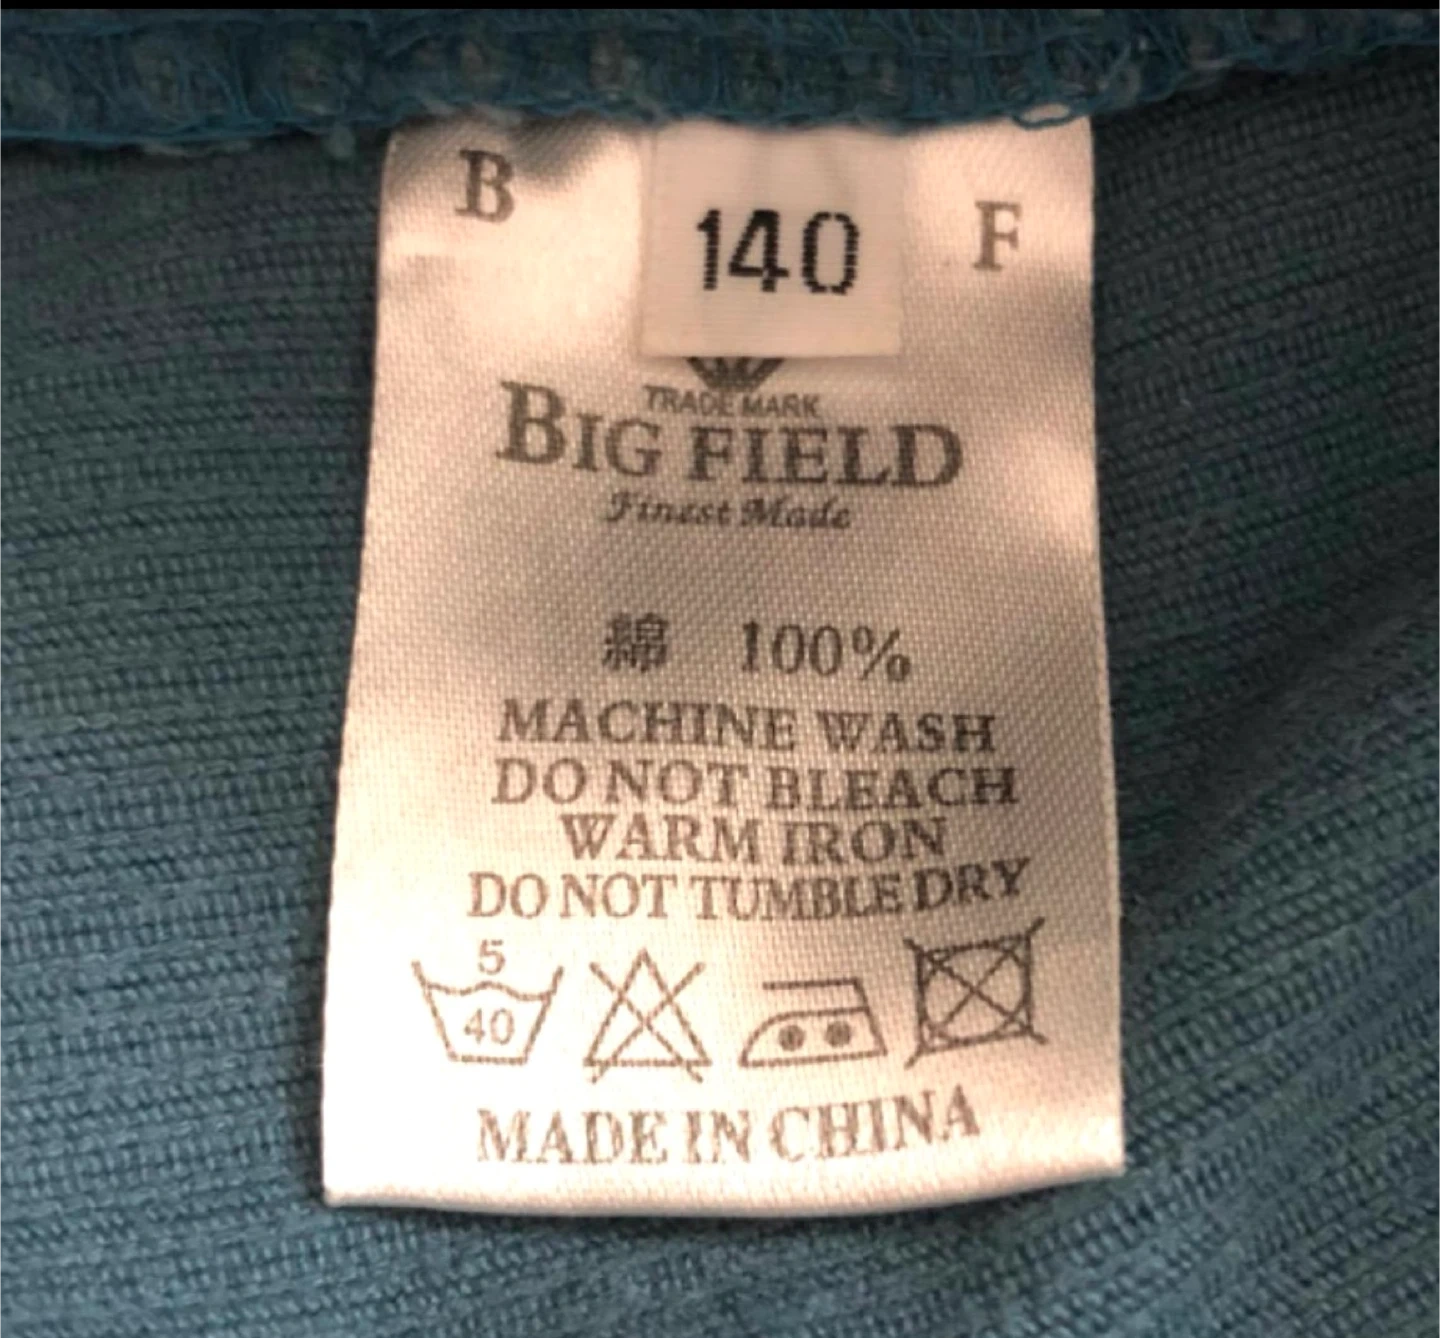 B 140 F
TRADE MARK
BIG FIELD
Finest Made
綿 100%
MACHINE WASH
DO NOT BLEACH
WARM IRON
DO NOT TUMBLE DRY
5
40
MADE IN CHINA